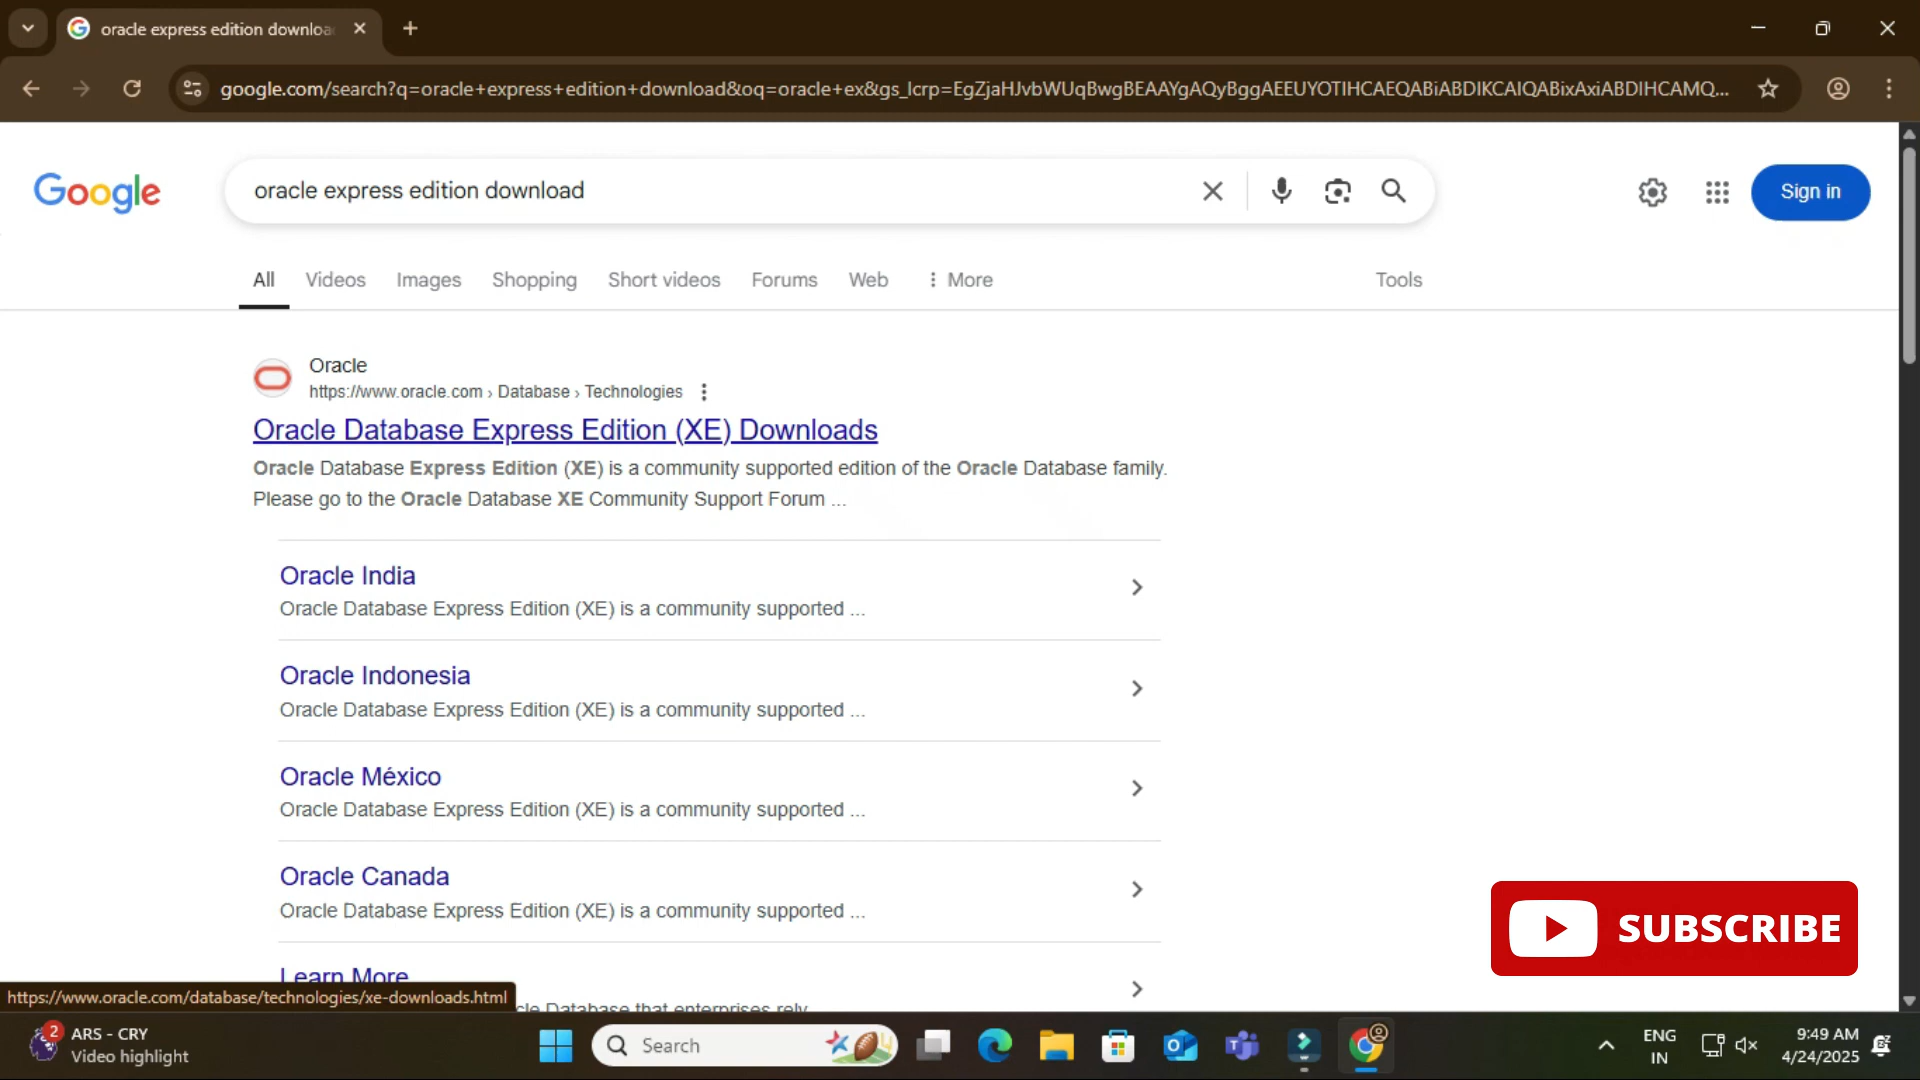 oracle express edition downloa
google.com/search?q=oracle+express+edition+download&oq=oracle+ex&gs_lcrp=EgZjaHJvbWUqBwgBEAAYgAQyBggAEEUYOTIHCAEQABiABDIKCAIQABixAxiABDIHCAMQ...
Google
oracle express edition download
Sign in
All Videos Images Shopping Short videos Forums Web More Tools
Oracle
https://www.oracle.com › Database › Technologies
Oracle Database Express Edition (XE) Downloads
Oracle Database Express Edition (XE) is a community supported edition of the Oracle Database family.
Please go to the Oracle Database XE Community Support Forum ...
Oracle India
Oracle Database Express Edition (XE) is a community supported ...
Oracle Indonesia
Oracle Database Express Edition (XE) is a community supported ...
Oracle México
Oracle Database Express Edition (XE) is a community supported ...
Oracle Canada
Oracle Database Express Edition (XE) is a community supported ...
SUBSCRIBE
Learn More
https://www.oracle.com/database/technologies/xe-downloads.html
Database that enterprises rely
2
ARS - CRY
Video highlight
Search
ENG
IN
9:49 AM
4/24/2025